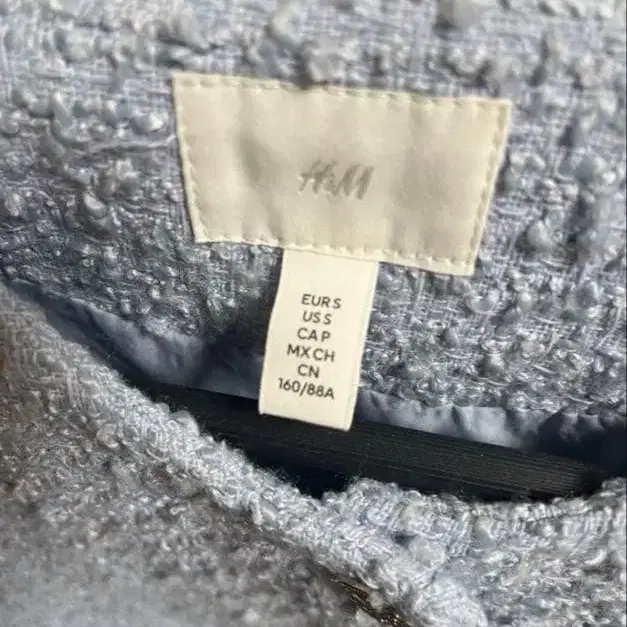 H&M
EUR S
US S
CA P
MX CH
CN
160/88A